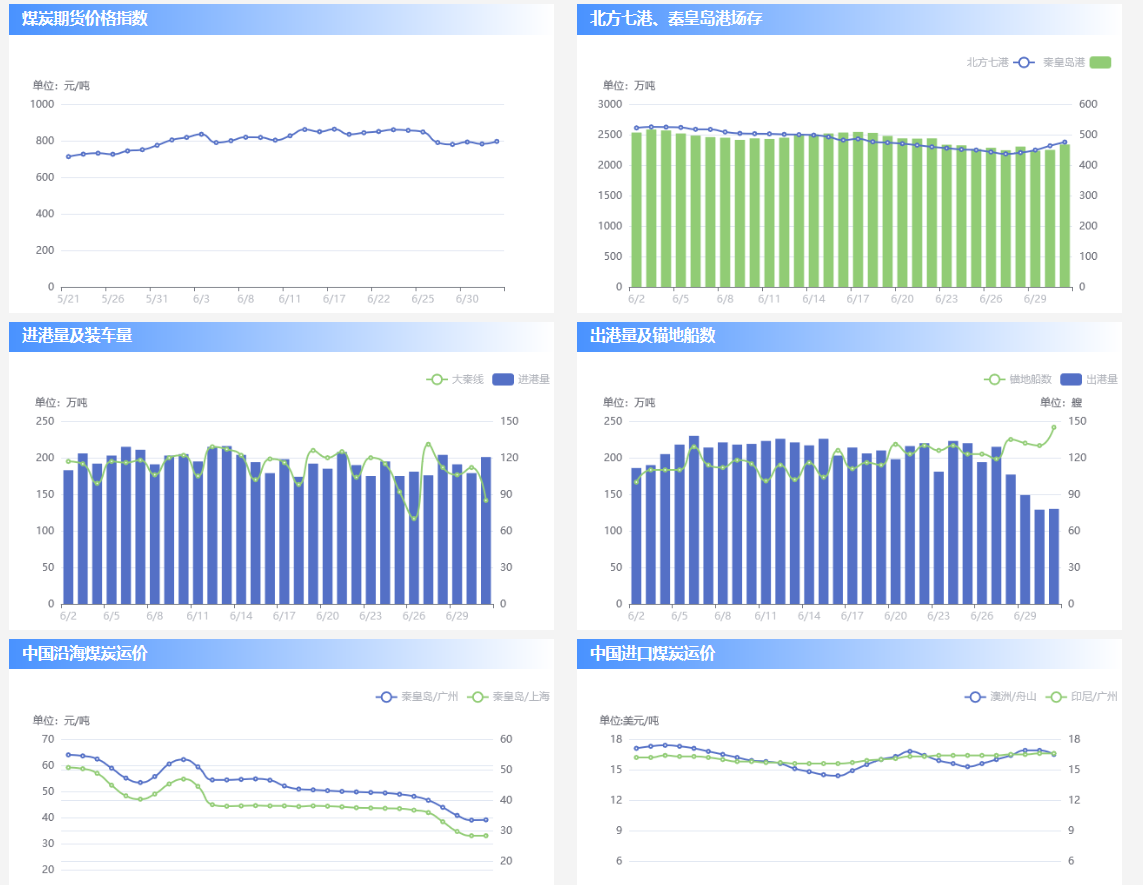 煤炭期货价格指数
单位：元/吨
1000
800
600
400
200
0
5/21 5/26 5/31 6/3 6/8 6/11 6/17 6/22 6/25 6/30
北方七港、秦皇岛港场存
北方七港 秦皇岛港
单位：万吨
3000 600
2500 500
2000 400
1500 300
1000 200
500 100
0 0
6/2 6/5 6/8 6/11 6/14 6/17 6/20 6/23 6/26 6/29
进港量及装车量
大秦线 进港量
单位：万吨
250 150
200 120
150 90
100 60
50 30
0 0
6/2 6/5 6/8 6/11 6/14 6/17 6/20 6/23 6/26 6/29
出港量及锚地船数
锚地船数 出港量
单位：万吨 单位：艘
250 150
200 120
150 90
100 60
50 30
0 0
6/2 6/5 6/8 6/11 6/14 6/17 6/20 6/23 6/26 6/29
中国沿海煤炭运价
秦皇岛/广州 秦皇岛/上海
单位：元/吨
70 60
60 50
50 40
40 30
30 20
20
中国进口煤炭运价
澳洲/舟山 印尼/广州
单位:美元/吨
18 18
15 15
12 12
9 9
6 6